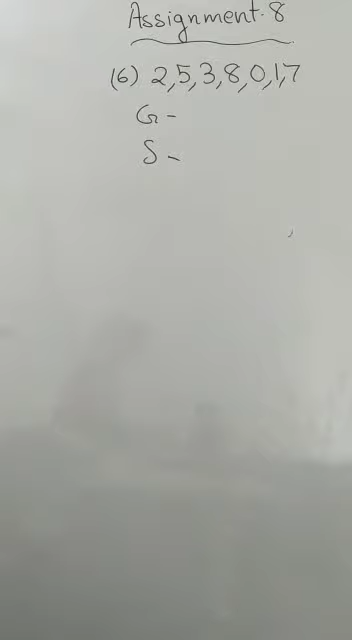 Assignment.8
(6) 2,5,3,8,0,1,7
G -
S -